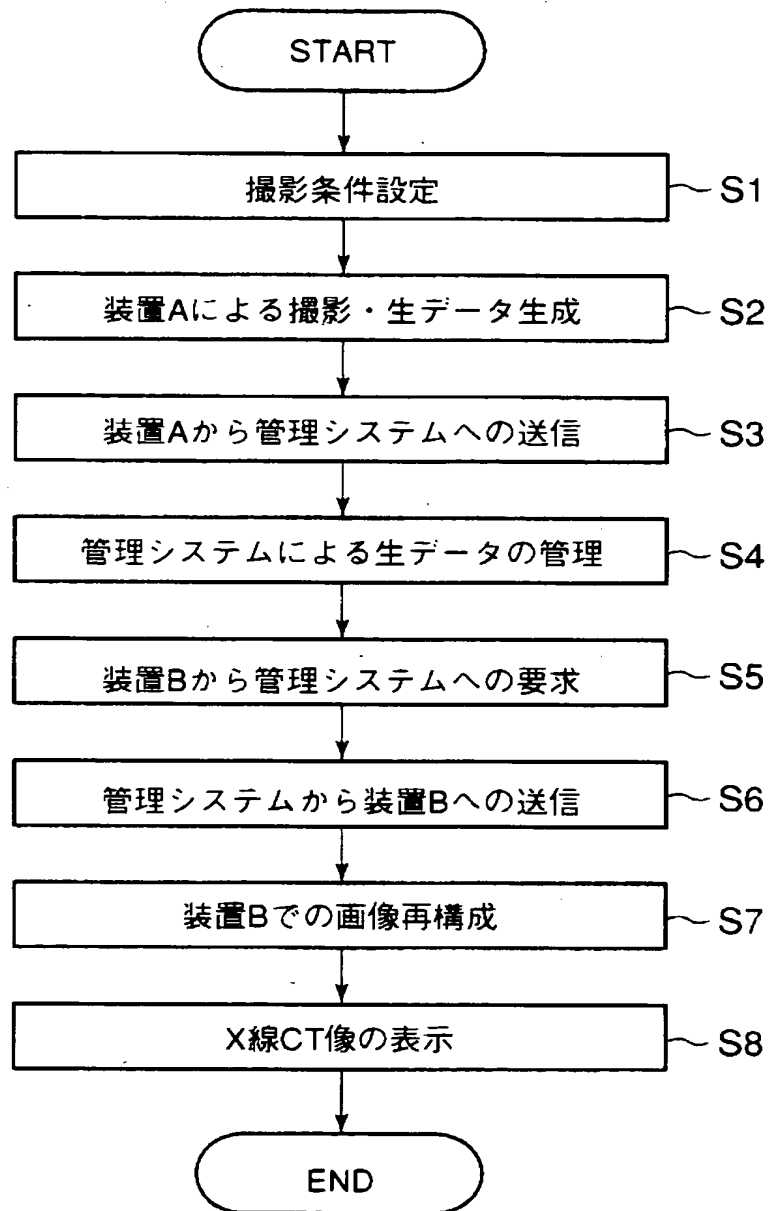 START
撮影条件設定 S1
装置Aによる撮影・生データ生成 S2
装置Aから管理システムへの送信 S3
管理システムによる生データの管理 S4
装置Bから管理システムへの要求 S5
管理システムから装置Bへの送信 S6
装置Bでの画像再構成 S7
X線CT像の表示 S8
END